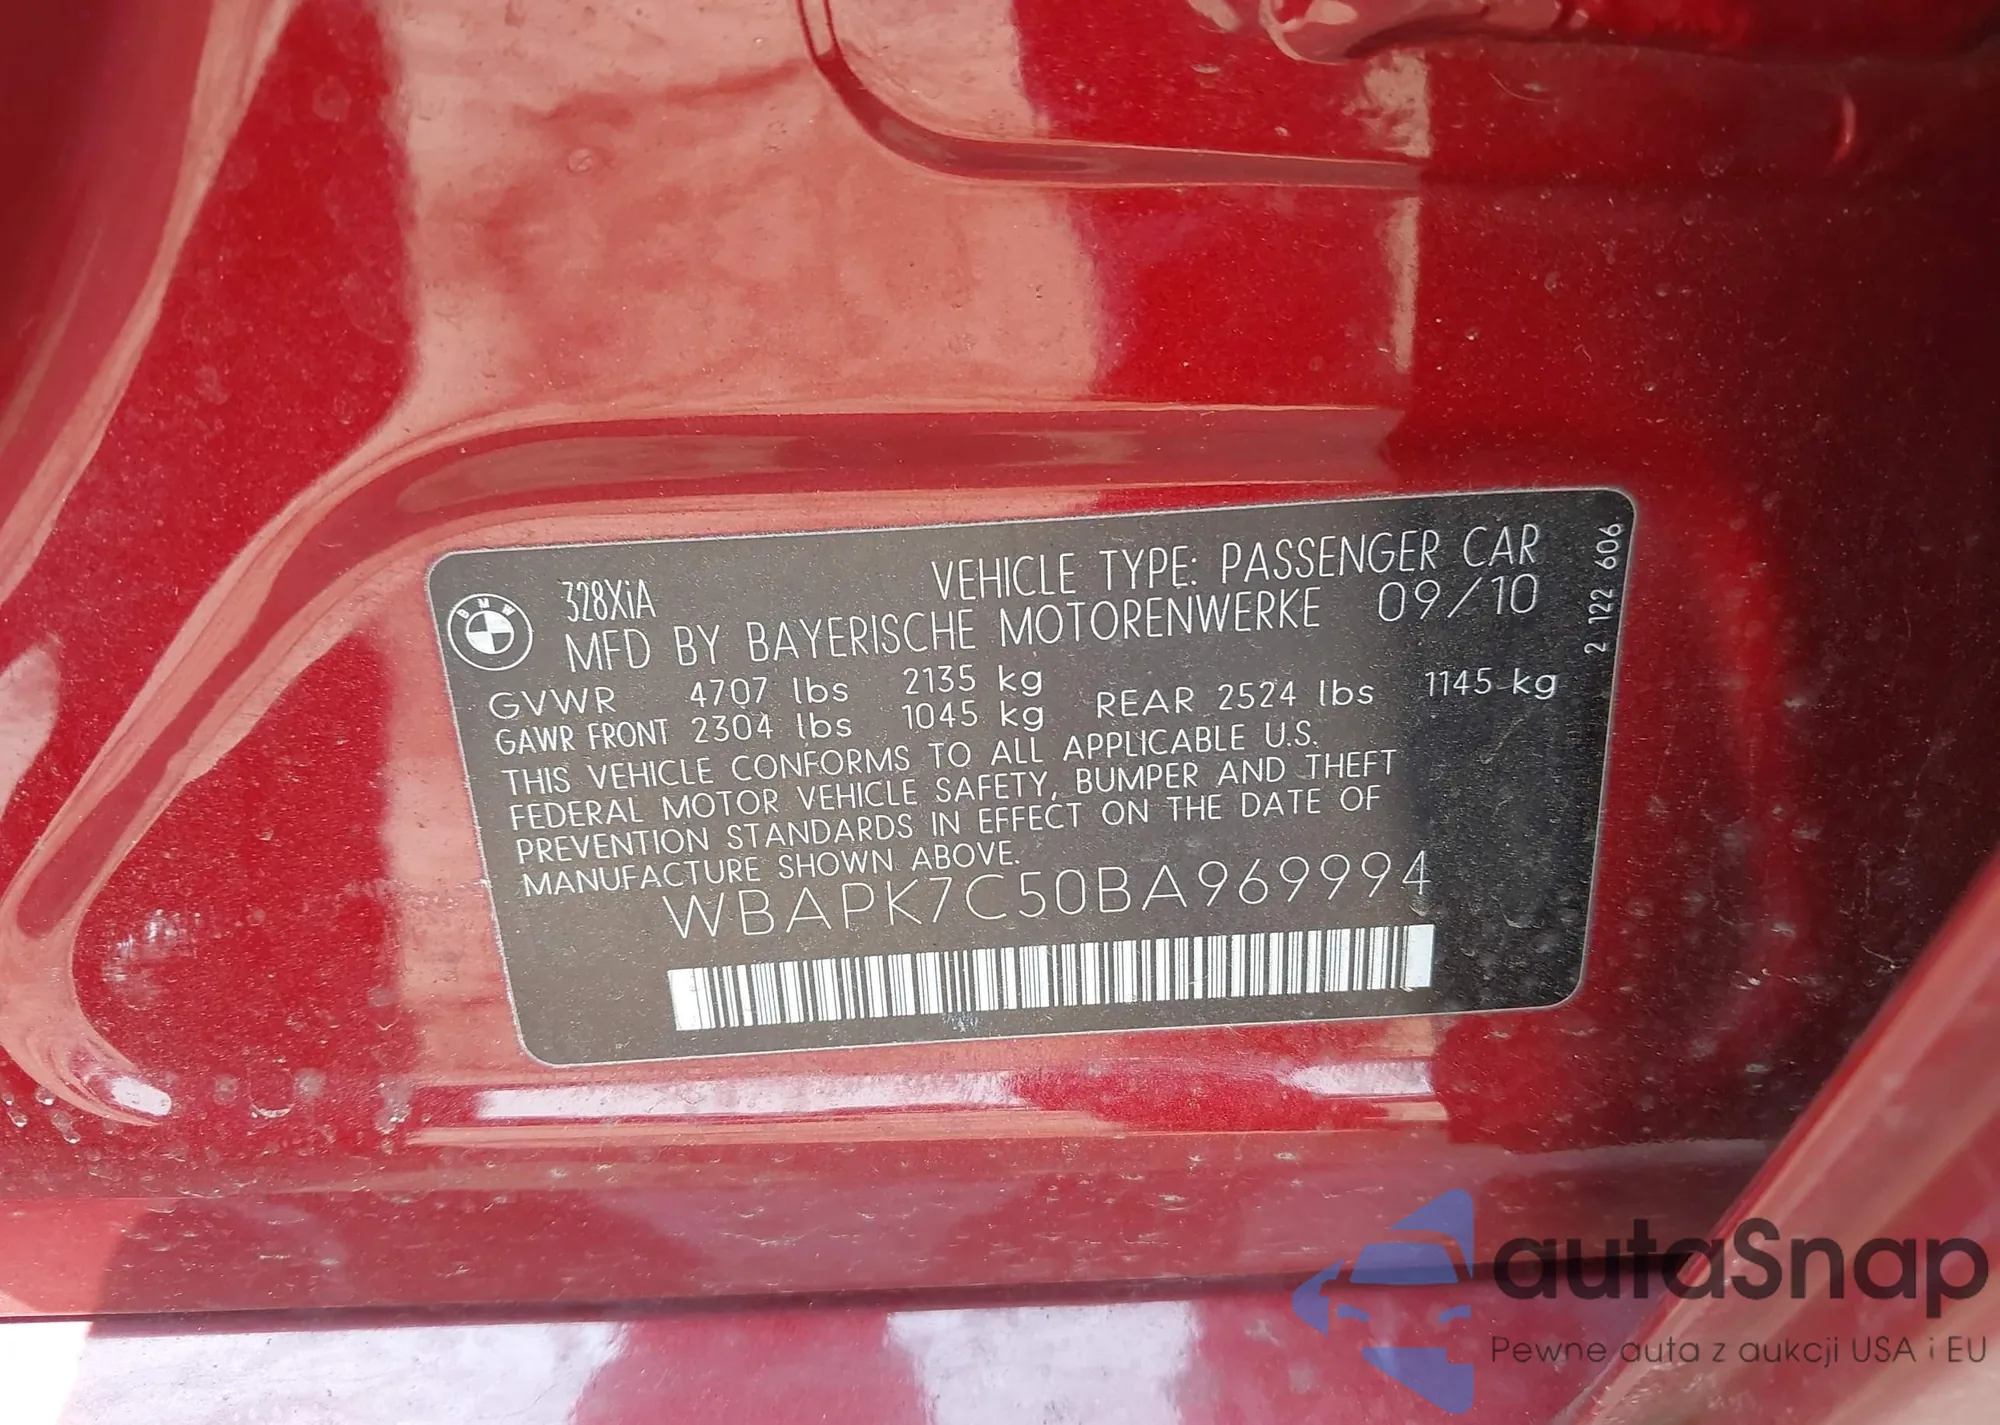 BMW
328XiA
VEHICLE TYPE: PASSENGER CAR
MFD BY BAYERISCHE MOTORENWERKE 09/10
GVWR 4707 lbs 2135 kg
GAWR FRONT 2304 lbs 1045 kg REAR 2524 lbs 1145 kg
THIS VEHICLE CONFORMS TO ALL APPLICABLE U.S.
FEDERAL MOTOR VEHICLE SAFETY, BUMPER AND THEFT
PREVENTION STANDARDS IN EFFECT ON THE DATE OF
MANUFACTURE SHOWN ABOVE.
WBAPK7C50BA969994
2 122 606
autaSnap
Pewne auta z aukcji USA i EU